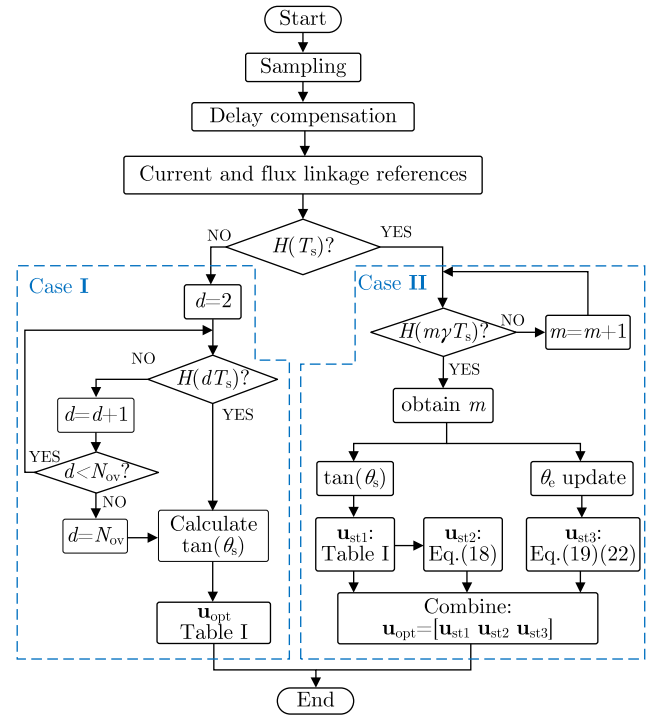 Start
Sampling
Delay compensation
Current and flux linkage references
H(Tₛ)?
NO
YES
Case I
d=2
NO
H(dTₛ)?
YES
d=d+1
d<Nₒᵥ?
YES
NO
d=Nₒᵥ
Calculate
tan(θₛ)
uₒₚₜ
Table I
Case II
H(mγTₛ)?
NO
m=m+1
YES
obtain m
tan(θₛ)
θₑ update
uₛₜ₁:
Table I
uₛₜ₂:
Eq.(18)
uₛₜ₃:
Eq.(19)(22)
Combine:
uₒₚₜ=[uₛₜ₁ uₛₜ₂ uₛₜ₃]
End